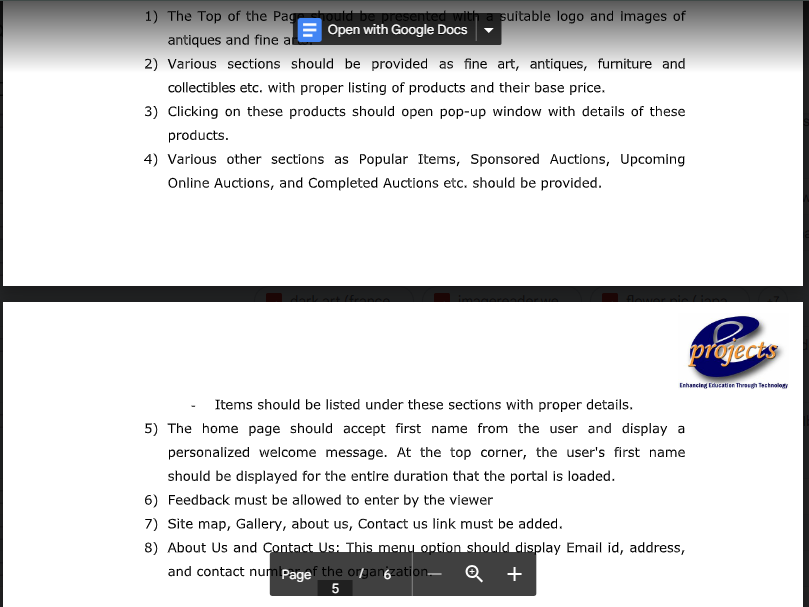 1) The Top of the Page should be presented with a suitable logo and Images of
antiques and fine
Open with Google Docs
2) Various sections should be provided as fine art, antiques, furniture and
collectibles etc. with proper listing of products and their base price.
3) Clicking on these products should open pop-up window with details of these
products.
4) Various other sections as Popular Items, Sponsored Auctions, Upcoming
Online Auctions, and Completed Auctions etc. should be provided.
projects
Enhancing Education Through Technology
- Items should be listed under these sections with proper details.
5) The home page should accept first name from the user and display a
personalized welcome message. At the top corner, the user's first name
should be displayed for the entire duration that the portal is loaded.
6) Feedback must be allowed to enter by the viewer
7) Site map, Gallery, about us, Contact us link must be added.
8) About Us and Contact Us: This menu option should display Email id, address,
and contact number of the organization.
Page 5 / 6